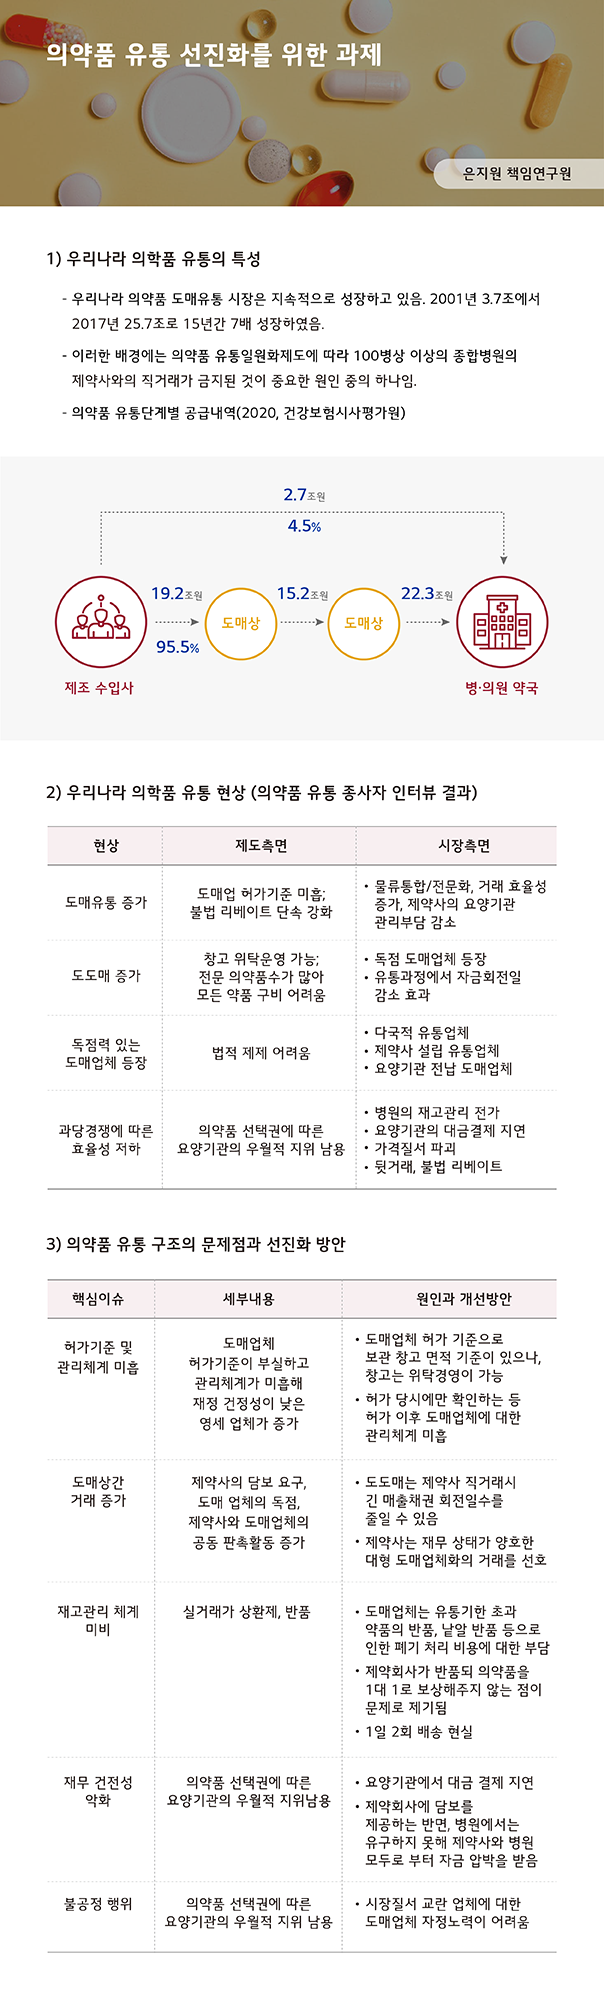 의약품 유통 선진화를 위한 과제
은지원 책임연구원
1) 우리나라 의학품 유통의 특성
- 우리나라 의약품 도매유통 시장은 지속적으로 성장하고 있음. 2001년 3.7조에서
2017년 25.7조로 15년간 7배 성장하였음.
- 이러한 배경에는 의약품 유통일원화제도에 따라 100병상 이상의 종합병원의
제약사와의 직거래가 금지된 것이 중요한 원인 중의 하나임.
- 의약품 유통단계별 공급내역(2020, 건강보험시사평가원)
2.7조원
4.5%
19.2조원
15.2조원
22.3조원
도매상
도매상
95.5%
제조 수입사
병·의원 약국
2) 우리나라 의학품 유통 현상 (의약품 유통 종사자 인터뷰 결과)
현상
제도측면
시장측면
도매유통 증가
도매업 허가기준 미흡;
불법 리베이트 단속 강화
• 물류통합/전문화, 거래 효율성
증가, 제약사의 요양기관
관리부담 감소
도도매 증가
창고 위탁운영 가능;
전문 의약품수가 많아
모든 약품 구비 어려움
• 독점 도매업체 등장
• 유통과정에서 자금회전일
감소 효과
독점력 있는
도매업체 등장
법적 제제 어려움
• 다국적 유통업체
• 제약사 설립 유통업체
• 요양기관 전납 도매업체
과당경쟁에 따른
효율성 저하
의약품 선택권에 따른
요양기관의 우월적 지위 남용
• 병원의 재고관리 전가
• 요양기관의 대금결제 지연
• 가격질서 파괴
• 뒷거래, 불법 리베이트
3) 의약품 유통 구조의 문제점과 선진화 방안
핵심이슈
세부내용
원인과 개선방안
허가기준 및
관리체계 미흡
도매업체
허가기준이 부실하고
관리체계가 미흡해
재정 건정성이 낮은
영세 업체가 증가
• 도매업체 허가 기준으로
보관 창고 면적 기준이 있으나,
창고는 위탁경영이 가능
• 허가 당시에만 확인하는 등
허가 이후 도매업체에 대한
관리체계 미흡
도매상간
거래 증가
제약사의 담보 요구,
도매 업체의 독점,
제약사와 도매업체의
공동 판촉활동 증가
• 도도매는 제약사 직거래시
긴 매출채권 회전일수를
줄일 수 있음
• 제약사는 재무 상태가 양호한
대형 도매업체화의 거래를 선호
재고관리 체계
미비
실거래가 상환제, 반품
• 도매업체는 유통기한 초과
약품의 반품, 낱알 반품 등으로
인한 폐기 처리 비용에 대한 부담
• 제약회사가 반품되 의약품을
1대 1로 보상해주지 않는 점이
문제로 제기됨
• 1일 2회 배송 현실
재무 건전성
악화
의약품 선택권에 따른
요양기관의 우월적 지위남용
• 요양기관에서 대금 결제 지연
• 제약회사에 담보를
제공하는 반면, 병원에서는
유구하지 못해 제약사와 병원
모두로 부터 자금 압박을 받음
불공정 행위
의약품 선택권에 따른
요양기관의 우월적 지위 남용
• 시장질서 교란 업체에 대한
도매업체 자정노력이 어려움